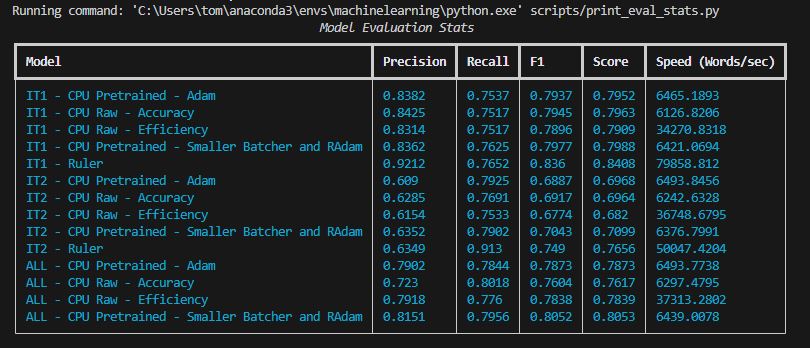 Running command: 'C:\Users\tom\anaconda3\envs\machinelearning\python.exe' scripts/print_eval_stats.py
Model Evaluation Stats
Model Precision Recall F1 Score Speed (Words/sec)
IT1 - CPU Pretrained - Adam 0.8382 0.7537 0.7937 0.7952 6465.1893
IT1 - CPU Raw - Accuracy 0.8425 0.7517 0.7945 0.7963 6126.8206
IT1 - CPU Raw - Efficiency 0.8314 0.7517 0.7896 0.7909 34270.8318
IT1 - CPU Pretrained - Smaller Batcher and RAdam 0.8362 0.7625 0.7977 0.7988 6421.0694
IT1 - Ruler 0.9212 0.7652 0.836 0.8408 79858.812
IT2 - CPU Pretrained - Adam 0.609 0.7925 0.6887 0.6968 6493.8456
IT2 - CPU Raw - Accuracy 0.6285 0.7691 0.6917 0.6964 6242.6328
IT2 - CPU Raw - Efficiency 0.6154 0.7533 0.6774 0.682 36748.6795
IT2 - CPU Pretrained - Smaller Batcher and RAdam 0.6352 0.7902 0.7043 0.7099 6376.7991
IT2 - Ruler 0.6349 0.913 0.749 0.7656 50047.4204
ALL - CPU Pretrained - Adam 0.7902 0.7844 0.7873 0.7873 6493.7738
ALL - CPU Raw - Accuracy 0.723 0.8018 0.7604 0.7617 6297.4795
ALL - CPU Raw - Efficiency 0.7918 0.776 0.7838 0.7839 37313.2802
ALL - CPU Pretrained - Smaller Batcher and RAdam 0.8151 0.7956 0.8052 0.8053 6439.0078